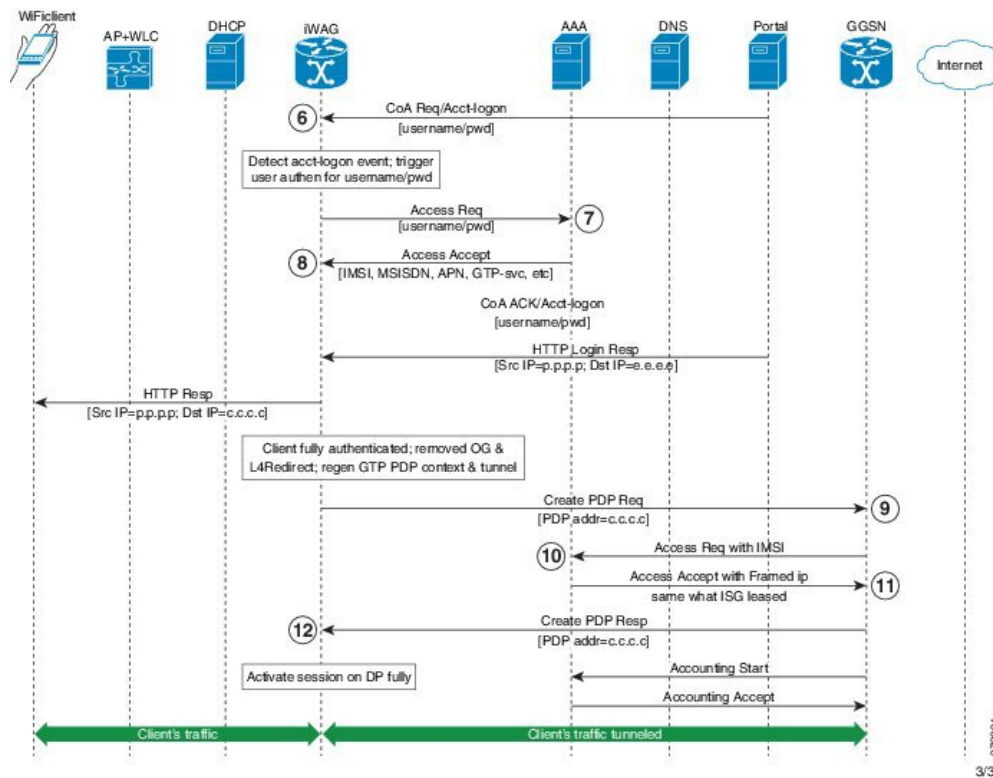 WiFiclient
AP+WLC
DHCP
iWAG
AAA
DNS
Portal
GGSN
Internet
CoA Req/Acct-logon
6
[username/pwd]
Detect acct-logon event; trigger
user authen for username/pwd
Access Req
7
[username/pwd]
Access Accept
8
[IMSI, MSISDN, APN, GTP-svc, etc]
CoA ACK/Acct-logon
[username/pwd]
HTTP Login Resp
[Src IP=p.p.p.p; Dst IP=e.e.e.e]
HTTP Resp
[Src IP=p.p.p.p; Dst IP=c.c.c.c]
Client fully authenticated; removed OG &
L4Redirect; regen GTP PDP context & tunnel
Create PDP Req
9
[PDP addr=c.c.c.c]
10
Access Req with IMSI
Access Accept with Framed ip
11
same what ISG leased
12
Create PDP Resp
[PDP addr=c.c.c.c]
Activate session on DP fully
Accounting Start
Accounting Accept
Client's traffic
Client's traffic tunneled
3/3